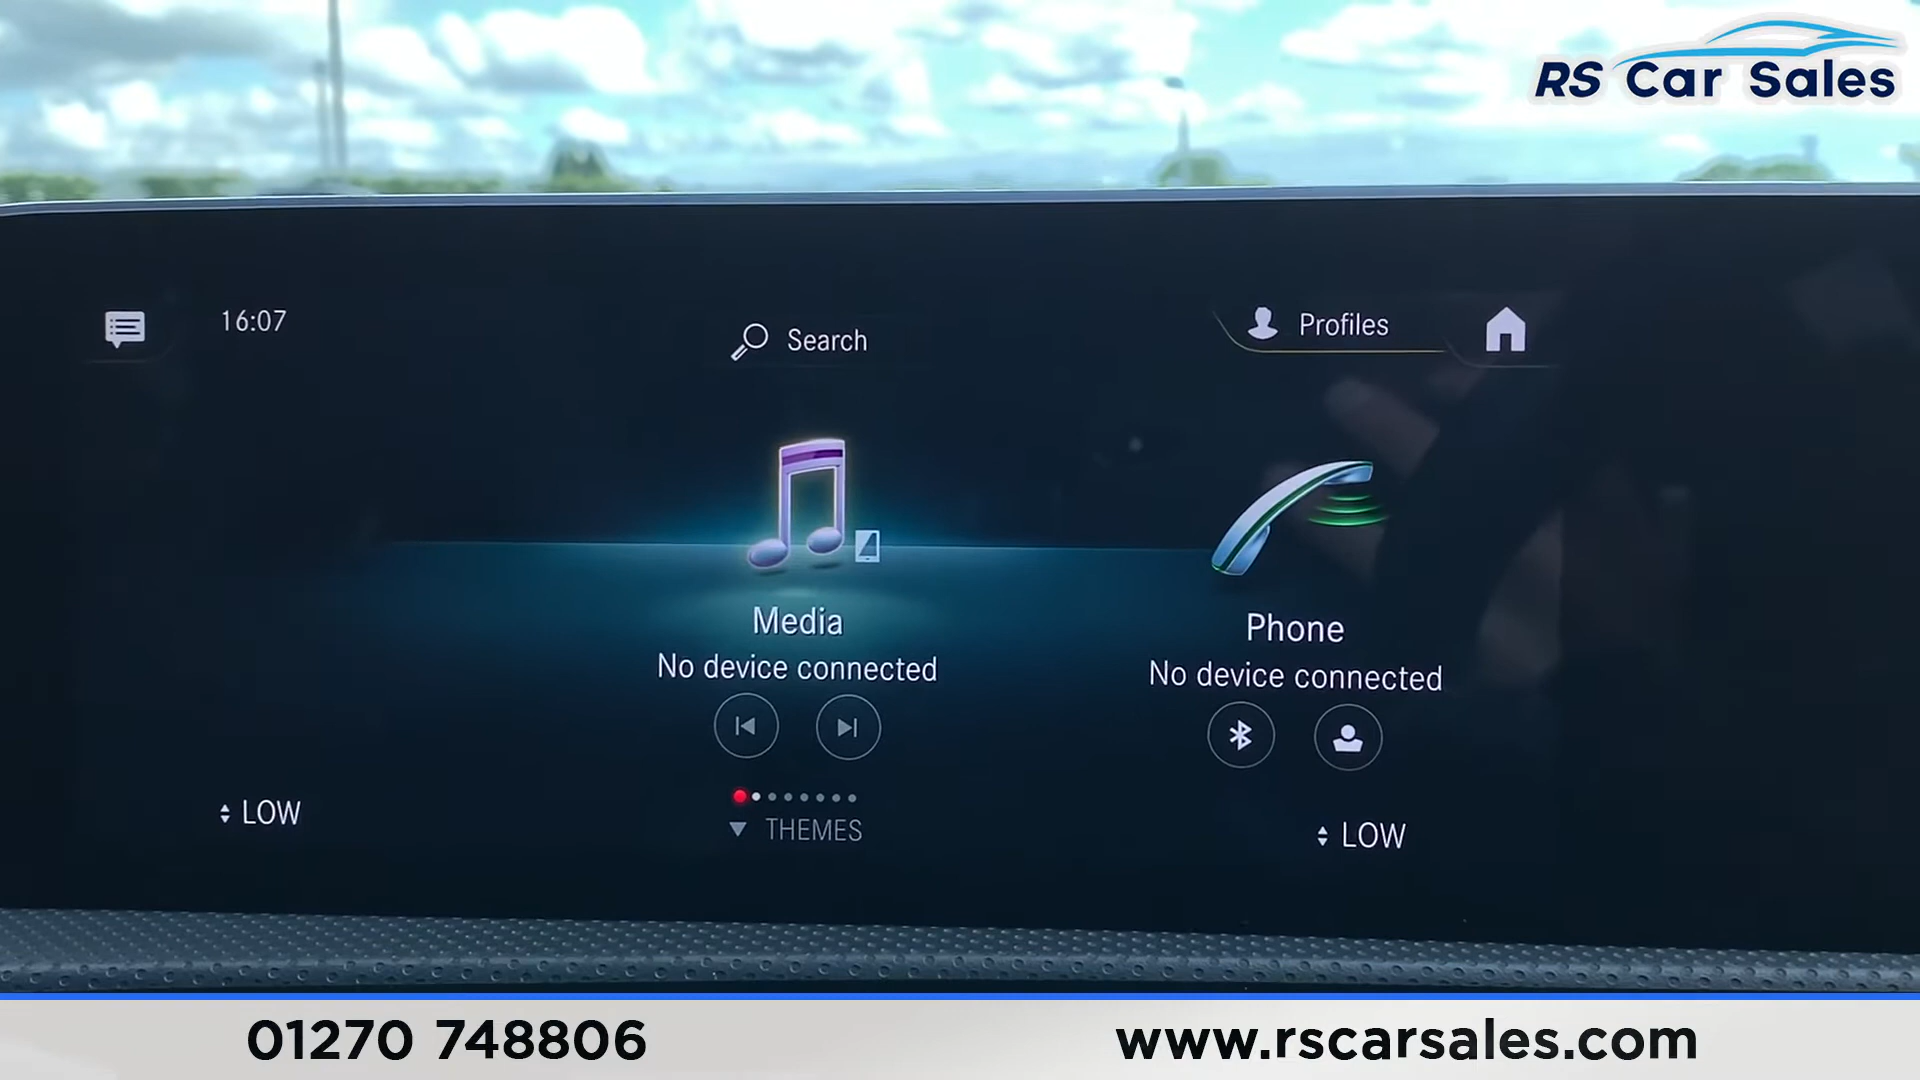 RS Car Sales
16:07
Search
Profiles
Media
No device connected
Phone
No device connected
LOW
THEMES
LOW
01270 748806
www.rscarsales.com